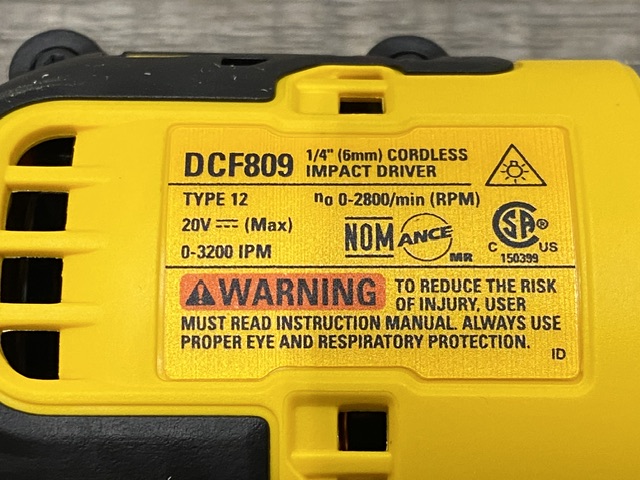 DCF809 1/4" (6mm) CORDLESS
IMPACT DRIVER
TYPE 12 no 0-2800/min (RPM)
20V ⎓ (Max)
0-3200 IPM
NOM ANCE MR
CSA C US
150399
⚠WARNING TO REDUCE THE RISK
OF INJURY, USER
MUST READ INSTRUCTION MANUAL. ALWAYS USE
PROPER EYE AND RESPIRATORY PROTECTION.
ID